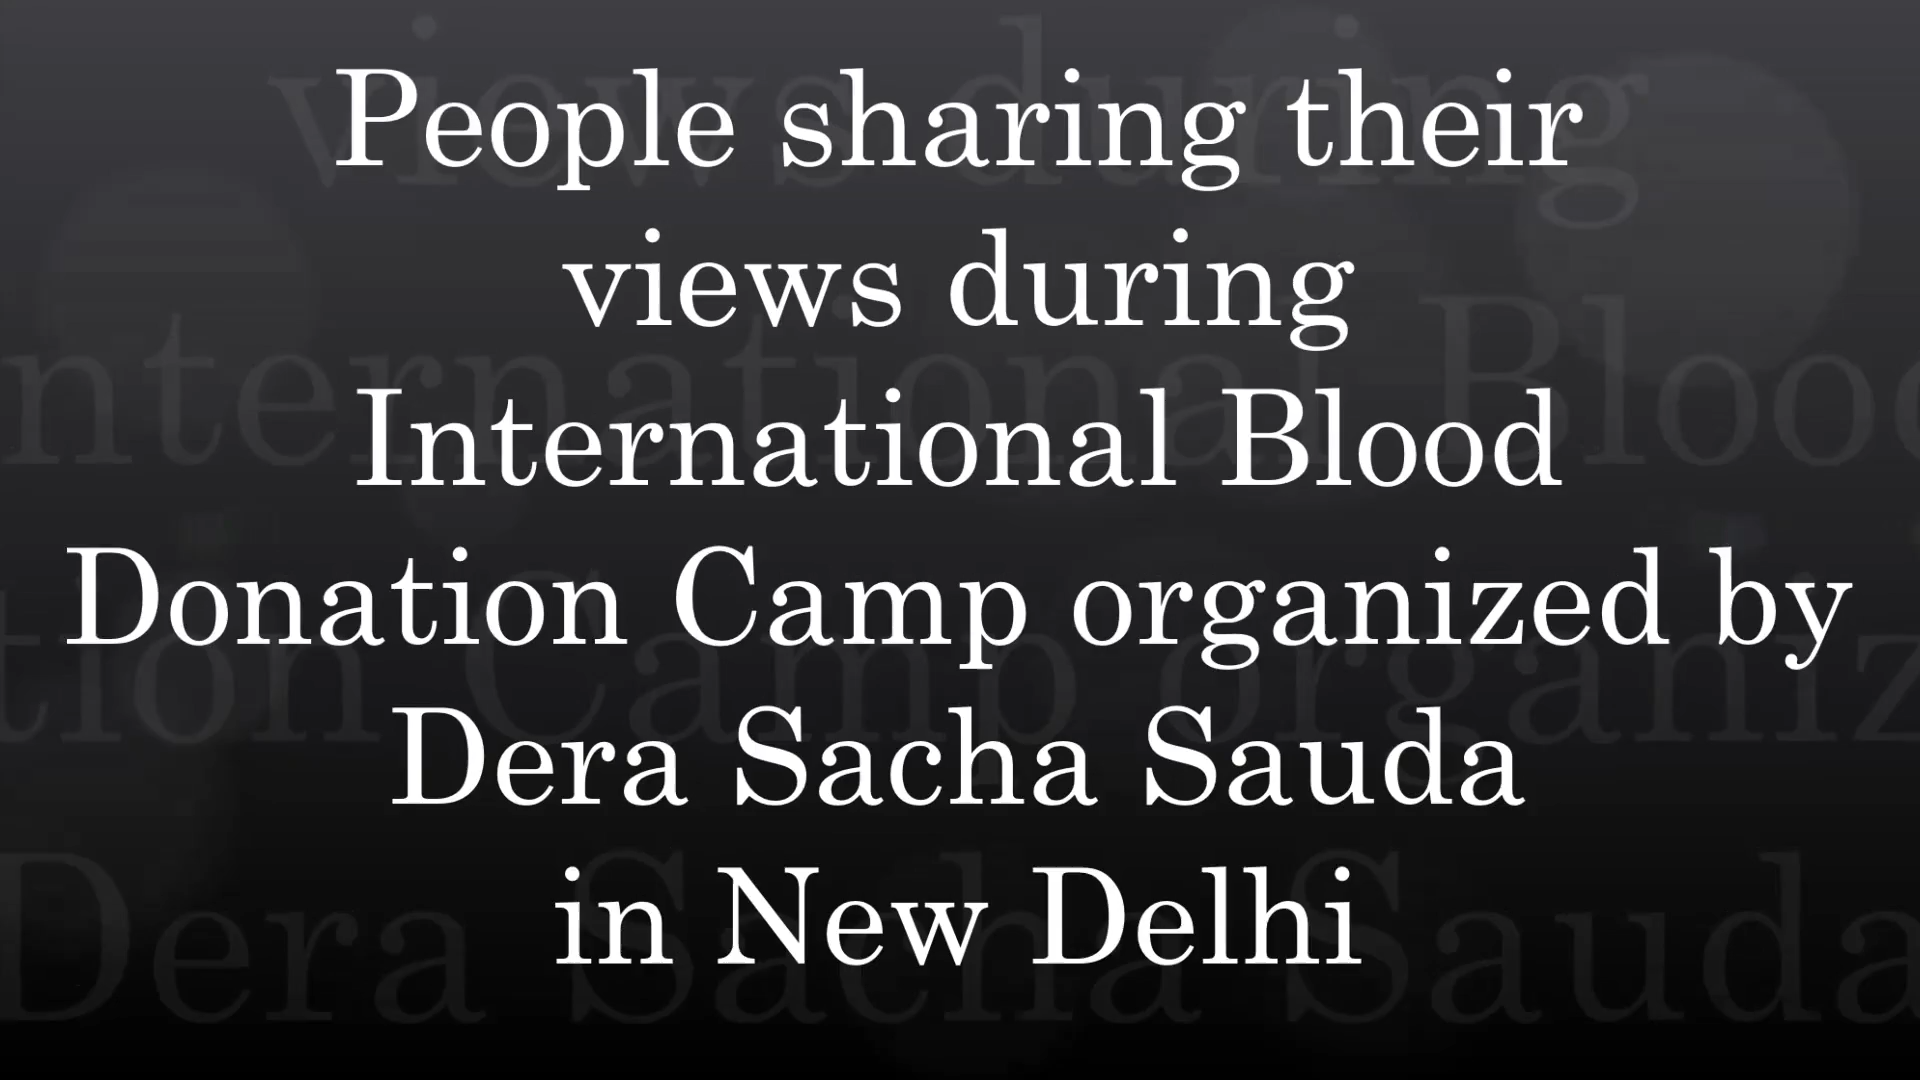 People sharing their
views during
International Blood
Donation Camp organized by
Dera Sacha Sauda
in New Delhi